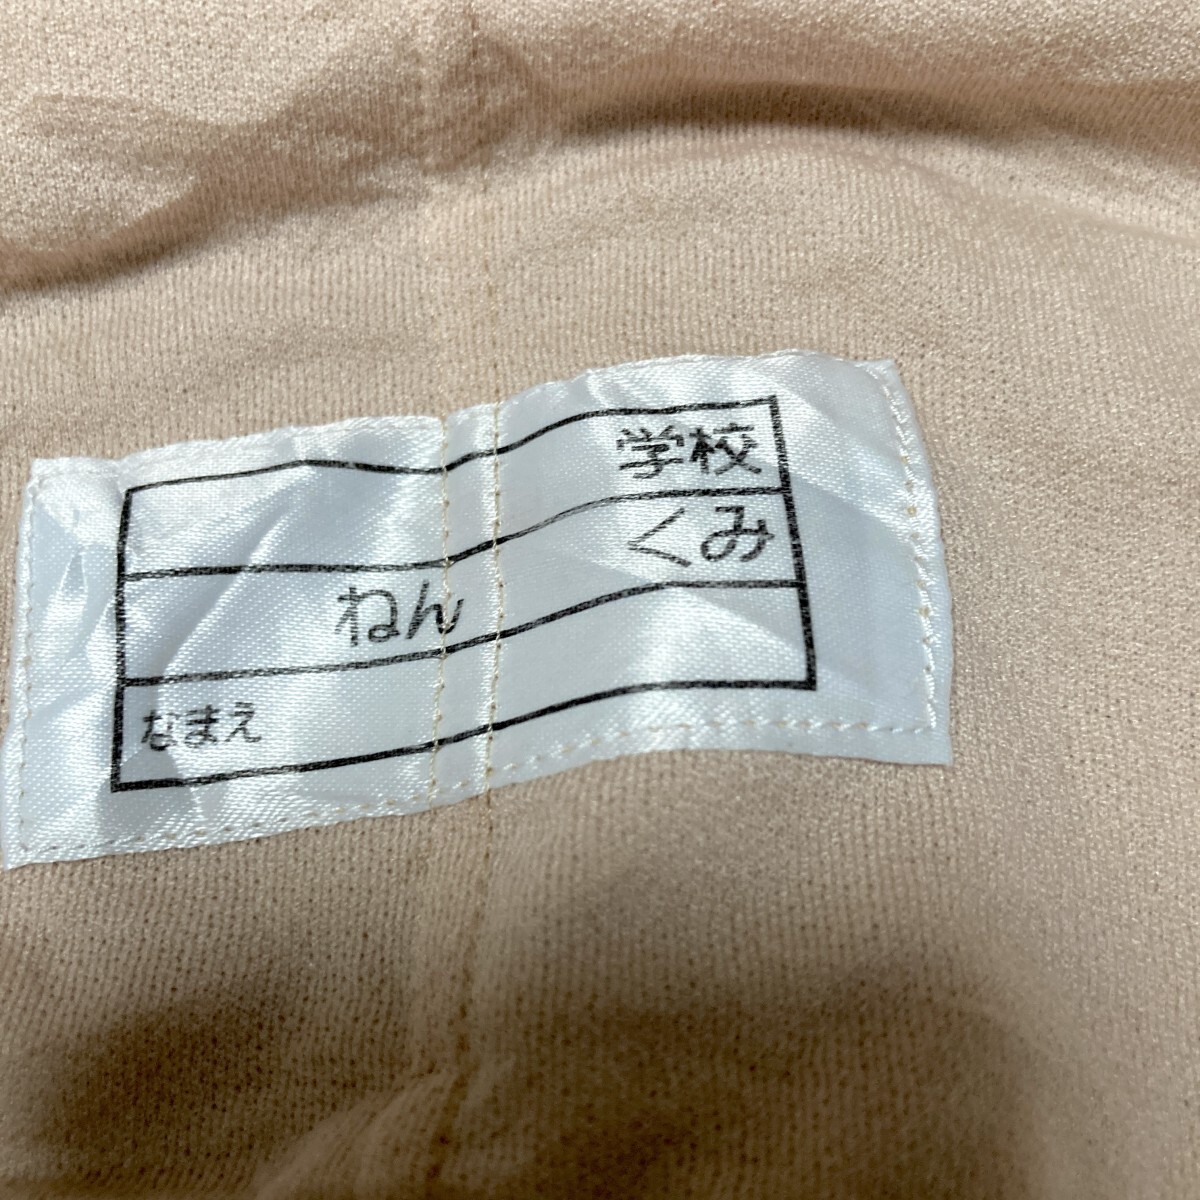 学校
ねん くみ
なまえ